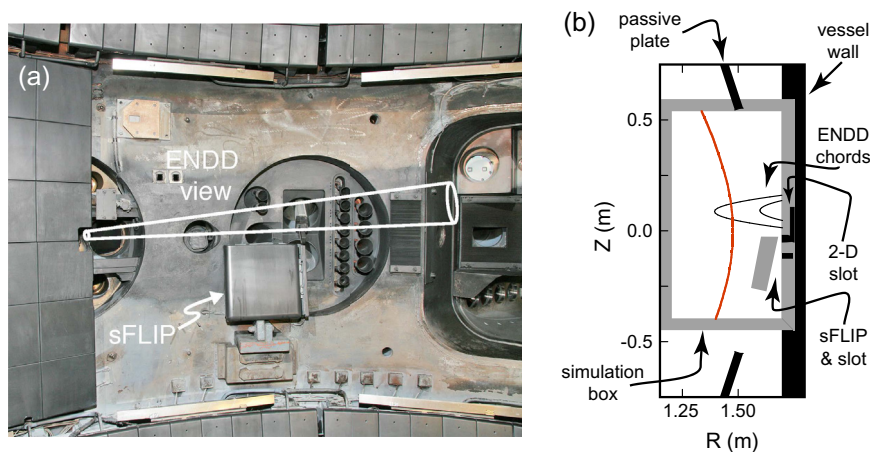 (a)
ENDD
view
sFLIP
(b)
passive
plate
vessel
wall
ENDD
chords
0.5
0.0
-0.5
Z (m)
2-D
slot
sFLIP
& slot
simulation
box
1.25
1.50
R (m)